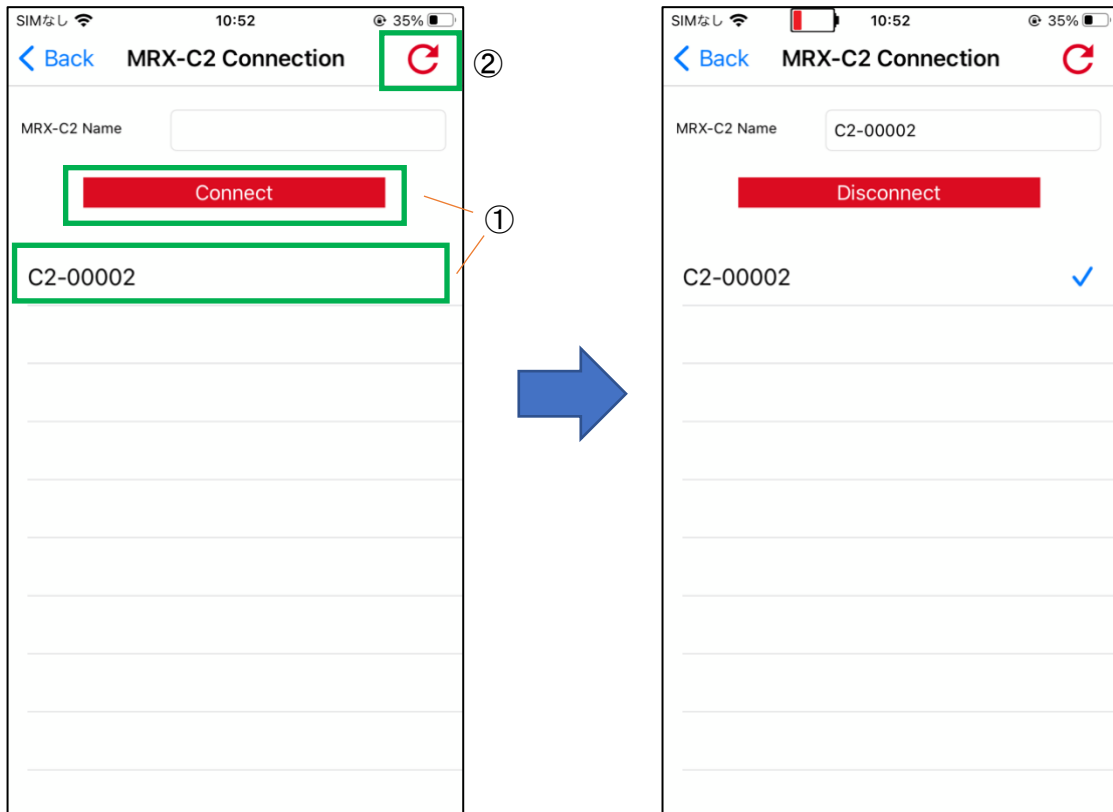 SIMなし 10:52 35%
Back MRX-C2 Connection ②
MRX-C2 Name
Connect
①
C2-00002
SIMなし 10:52 35%
Back MRX-C2 Connection
MRX-C2 Name C2-00002
Disconnect
C2-00002